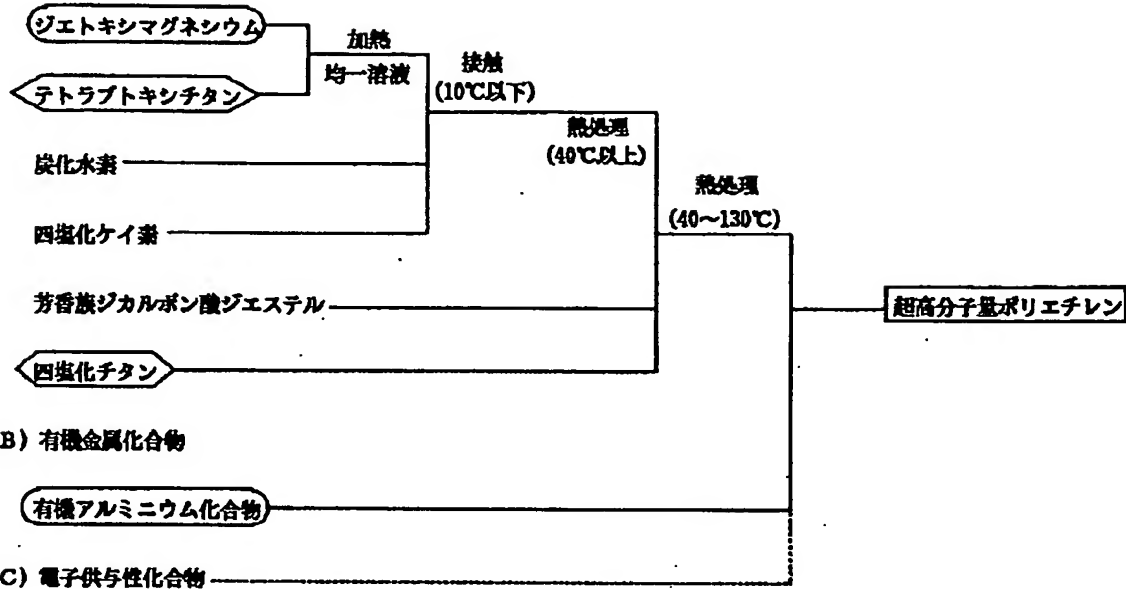 ジエトキシマグネシウム
加熱
均一溶液
テトラブトキシチタン
接触
(10℃以下)
熱処理
(40℃以上)
炭化水素
熱処理
(40〜130℃)
四塩化ケイ素
芳香族ジカルボン酸ジエステル
超高分子量ポリエチレン
四塩化チタン
B) 有機金属化合物
有機アルミニウム化合物
C) 電子供与性化合物